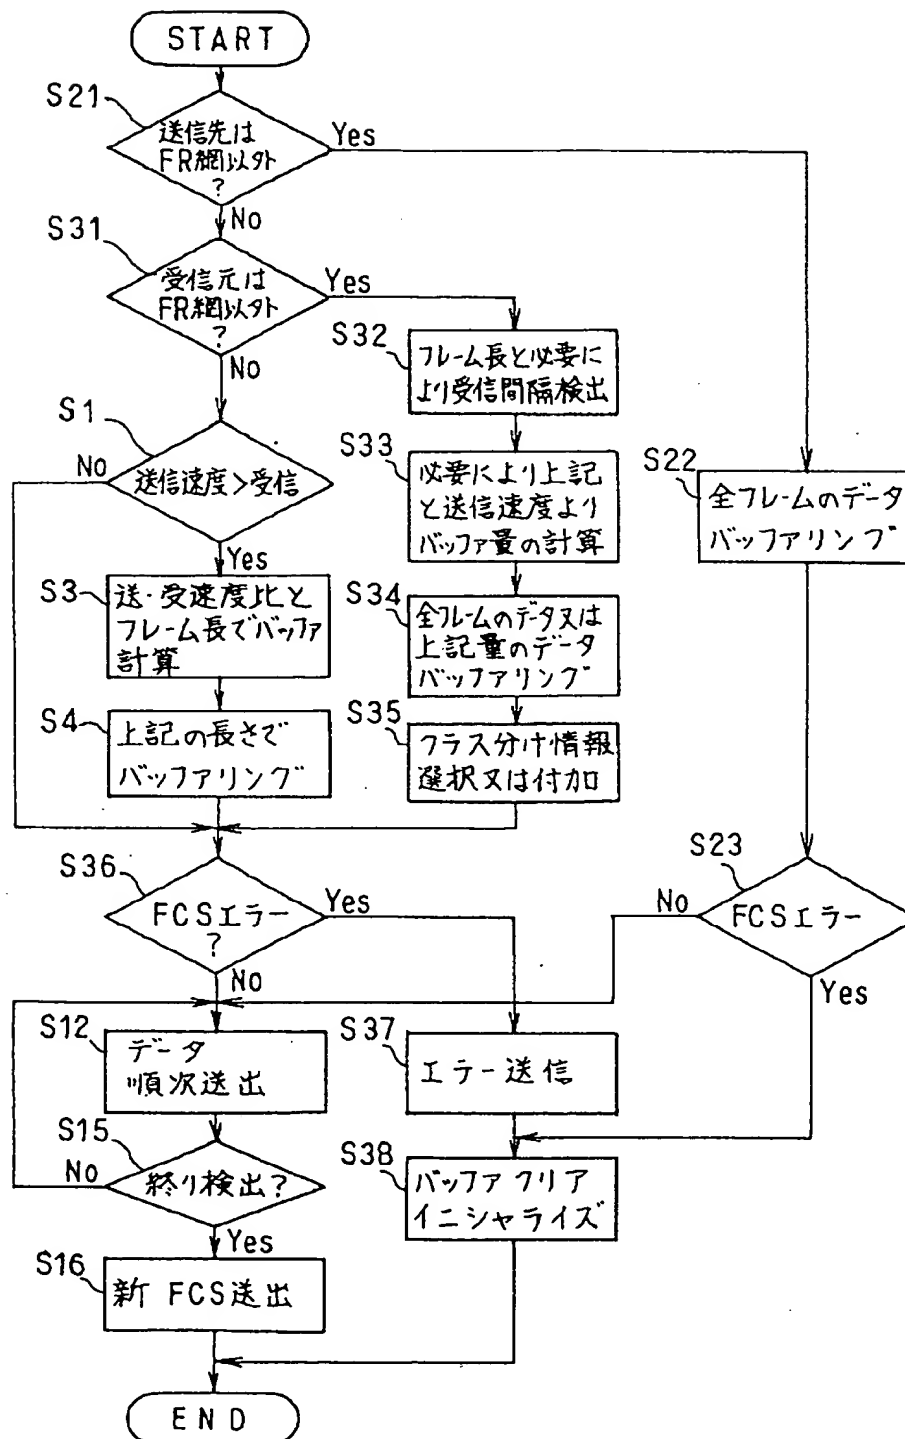 START
S21
送信先は
FR網以外
?
Yes
No
S31
受信元は
FR網以外
?
Yes
No
S32
フレーム長と必要に
より受信間隔検出
S1
No
送信速度>受信
Yes
S33
必要により上記
と送信速度より
バッファ量の計算
S22
全フレームのデータ
バッファリング
S3
送・受速度比と
フレーム長でバッファ
計算
S34
全フレームのデータ又は
上記量のデータ
バッファリング
S4
上記の長さで
バッファリング
S35
クラス分け情報
選択又は付加
S36
FCSエラー
?
Yes
No
S23
No
FCSエラー
Yes
S12
データ
順次送出
S37
エラー送信
S15
No
終り検出?
Yes
S38
バッファクリア
イニシャライズ
S16
新 FCS送出
END